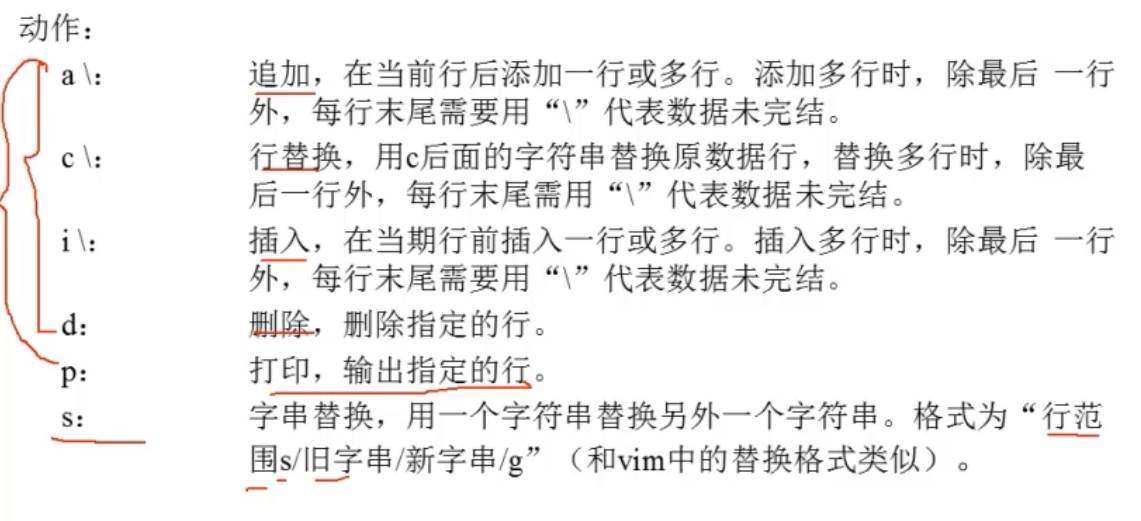 动作：
a \： 追加，在当前行后添加一行或多行。添加多行时，除最后 一行
外，每行末尾需要用“\”代表数据未完结。
c \： 行替换，用c后面的字符串替换原数据行，替换多行时，除最
后一行外，每行末尾需用“\”代表数据未完结。
i \： 插入，在当期行前插入一行或多行。插入多行时，除最后 一行
外，每行末尾需要用“\”代表数据未完结。
d： 删除，删除指定的行。
p： 打印，输出指定的行。
s： 字串替换，用一个字符串替换另外一个字符串。格式为“行范
围s/旧字串/新字串/g”（和vim中的替换格式类似）。